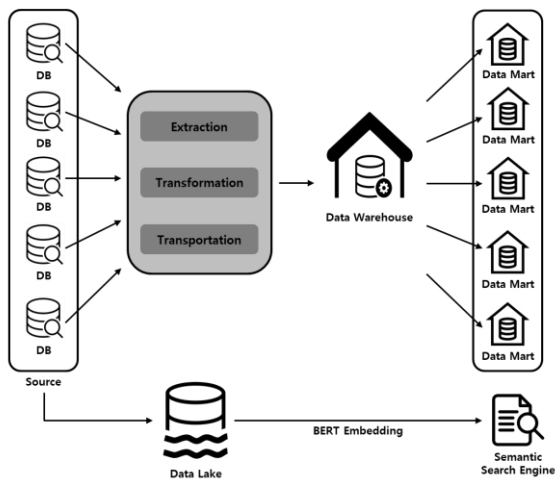 DB
DB
DB
DB
DB
Source
Extraction
Transformation
Transportation
Data Warehouse
Data Mart
Data Mart
Data Mart
Data Mart
Data Mart
Data Lake
BERT Embedding
Semantic
Search Engine